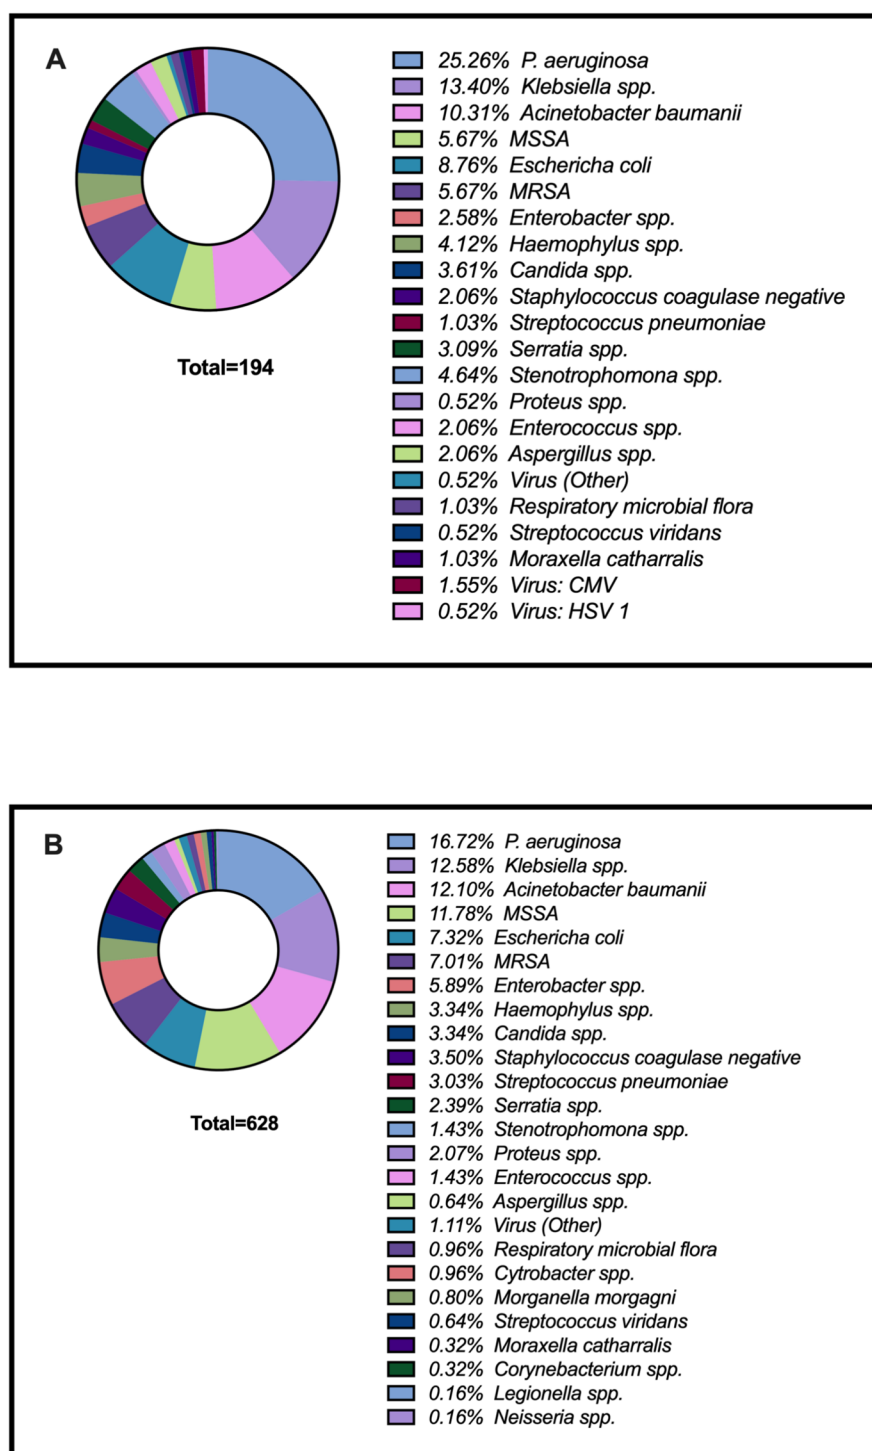 A
25.26% P. aeruginosa
13.40% Klebsiella spp.
10.31% Acinetobacter baumanii
5.67% MSSA
8.76% Eschericha coli
5.67% MRSA
2.58% Enterobacter spp.
4.12% Haemophylus spp.
3.61% Candida spp.
2.06% Staphylococcus coagulase negative
1.03% Streptococcus pneumoniae
3.09% Serratia spp.
4.64% Stenotrophomona spp.
0.52% Proteus spp.
2.06% Enterococcus spp.
2.06% Aspergillus spp.
0.52% Virus (Other)
1.03% Respiratory microbial flora
0.52% Streptococcus viridans
1.03% Moraxella catharralis
1.55% Virus: CMV
0.52% Virus: HSV 1
Total=194
B
16.72% P. aeruginosa
12.58% Klebsiella spp.
12.10% Acinetobacter baumanii
11.78% MSSA
7.32% Eschericha coli
7.01% MRSA
5.89% Enterobacter spp.
3.34% Haemophylus spp.
3.34% Candida spp.
3.50% Staphylococcus coagulase negative
3.03% Streptococcus pneumoniae
2.39% Serratia spp.
1.43% Stenotrophomona spp.
2.07% Proteus spp.
1.43% Enterococcus spp.
0.64% Aspergillus spp.
1.11% Virus (Other)
0.96% Respiratory microbial flora
0.96% Cytrobacter spp.
0.80% Morganella morgagni
0.64% Streptococcus viridans
0.32% Moraxella catharralis
0.32% Corynebacterium spp.
0.16% Legionella spp.
0.16% Neisseria spp.
Total=628